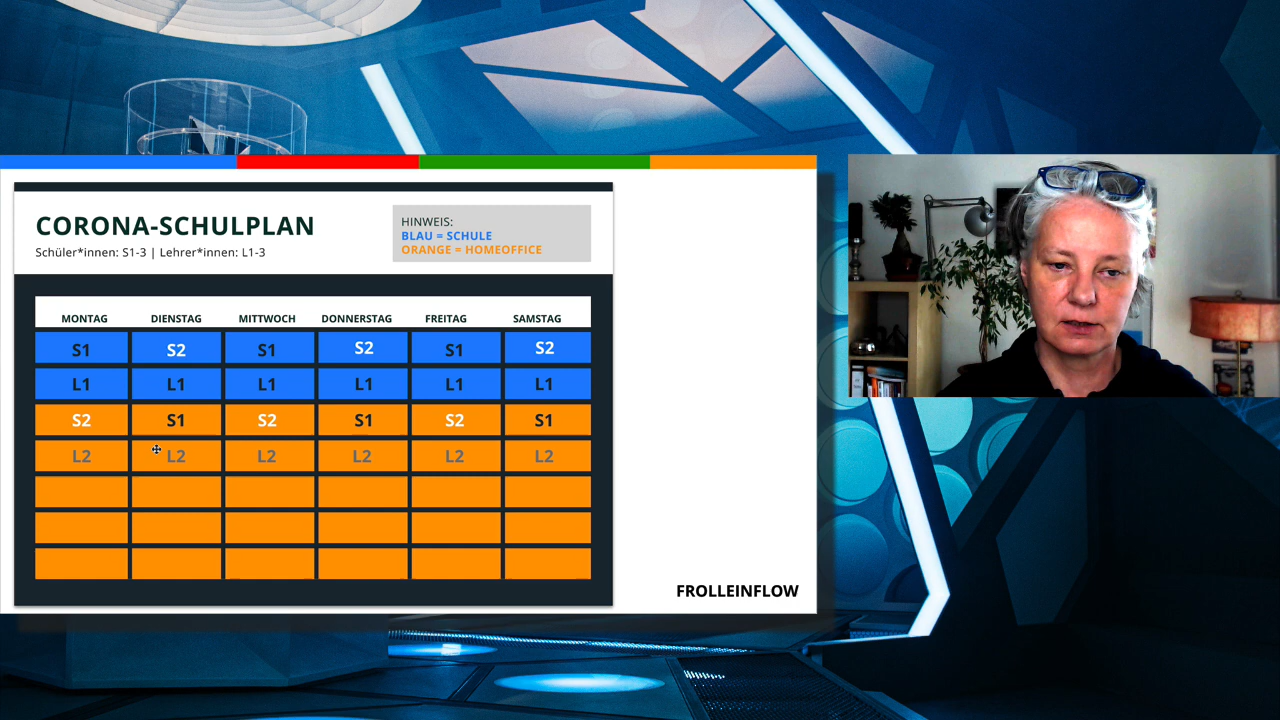 CORONA-SCHULPLAN
Schüler*innen: S1-3 | Lehrer*innen: L1-3
HINWEIS:
BLAU = SCHULE
ORANGE = HOMEOFFICE
MONTAG DIENSTAG MITTWOCH DONNERSTAG FREITAG SAMSTAG
S1 S2 S1 S2 S1 S2
L1 L1 L1 L1 L1 L1
S2 S1 S2 S1 S2 S1
L2 L2 L2 L2 L2 L2
FROLLEINFLOW